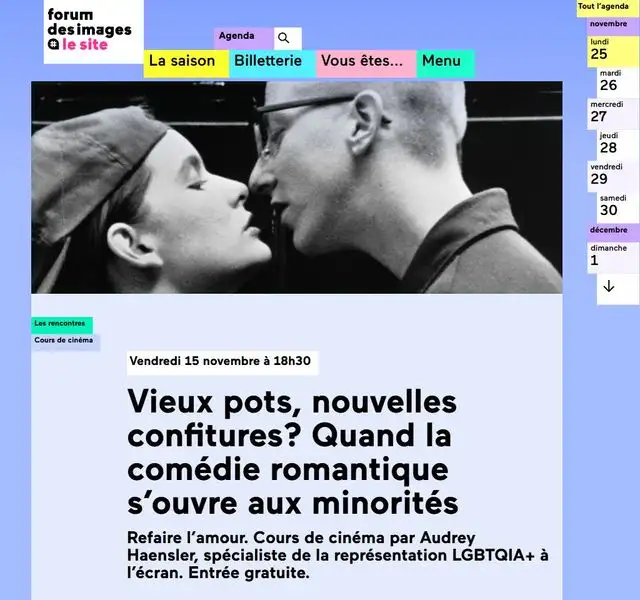 forum
des images
@ le site
Agenda
La saison
Billetterie
Vous êtes...
Menu
Tout l'agenda
novembre
lundi
25
mardi
26
mercredi
27
jeudi
28
vendredi
29
samedi
30
décembre
dimanche
1
Les rencontres
Cours de cinéma
Vendredi 15 novembre à 18h30
Vieux pots, nouvelles
confitures? Quand la
comédie romantique
s'ouvre aux minorités
Refaire l'amour. Cours de cinéma par Audrey
Haensler, spécialiste de la représentation LGBTQIA+ à
l'écran. Entrée gratuite.